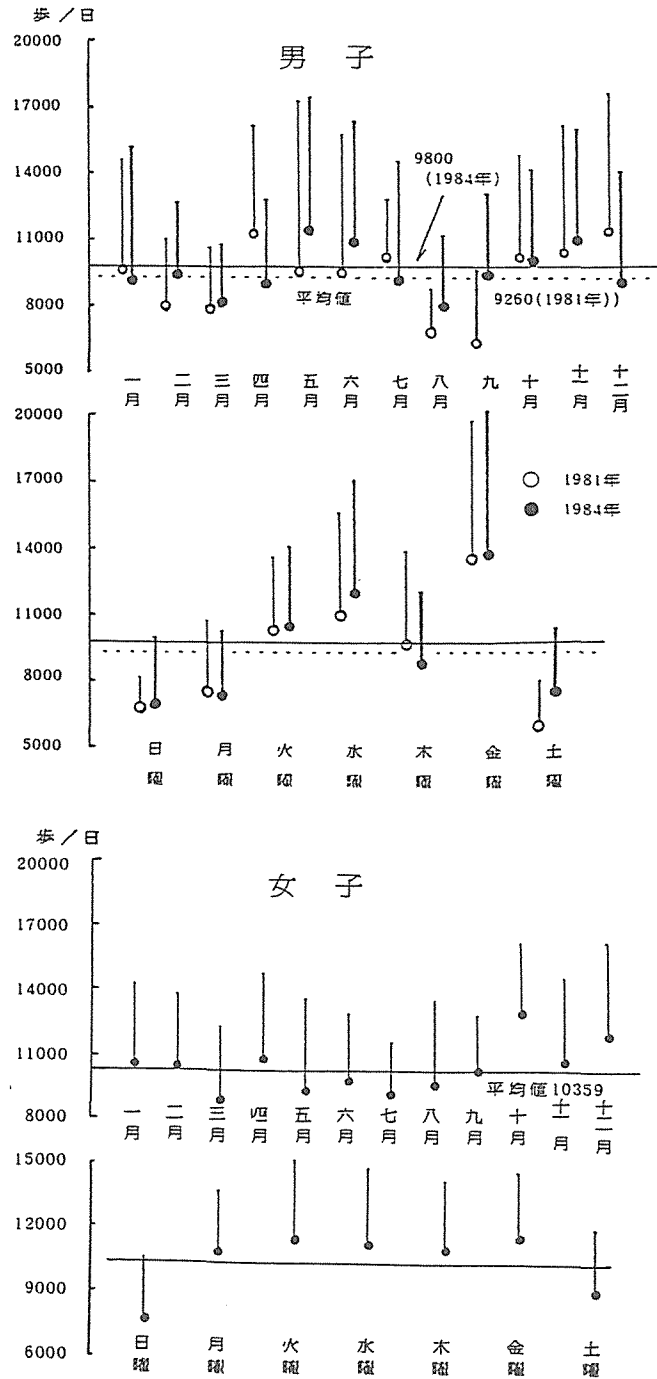 歩/日
男子
20000
17000
14000
11000
8000
5000
9800
(1984年)
平均値
9260(1981年))
一月 二月 三月 四月 五月 六月 七月 八月 九 十月 十一月 十二月
20000
17000
14000
11000
8000
5000
○ 1981年
● 1984年
日曜 月曜 火曜 水曜 木曜 金曜 土曜
歩/日
女子
20000
17000
14000
11000
8000
平均値10359
一月 二月 三月 四月 五月 六月 七月 八月 九月 十月 十一月 十二月
15000
12000
9000
6000
日曜 月曜 火曜 水曜 木曜 金曜 土曜